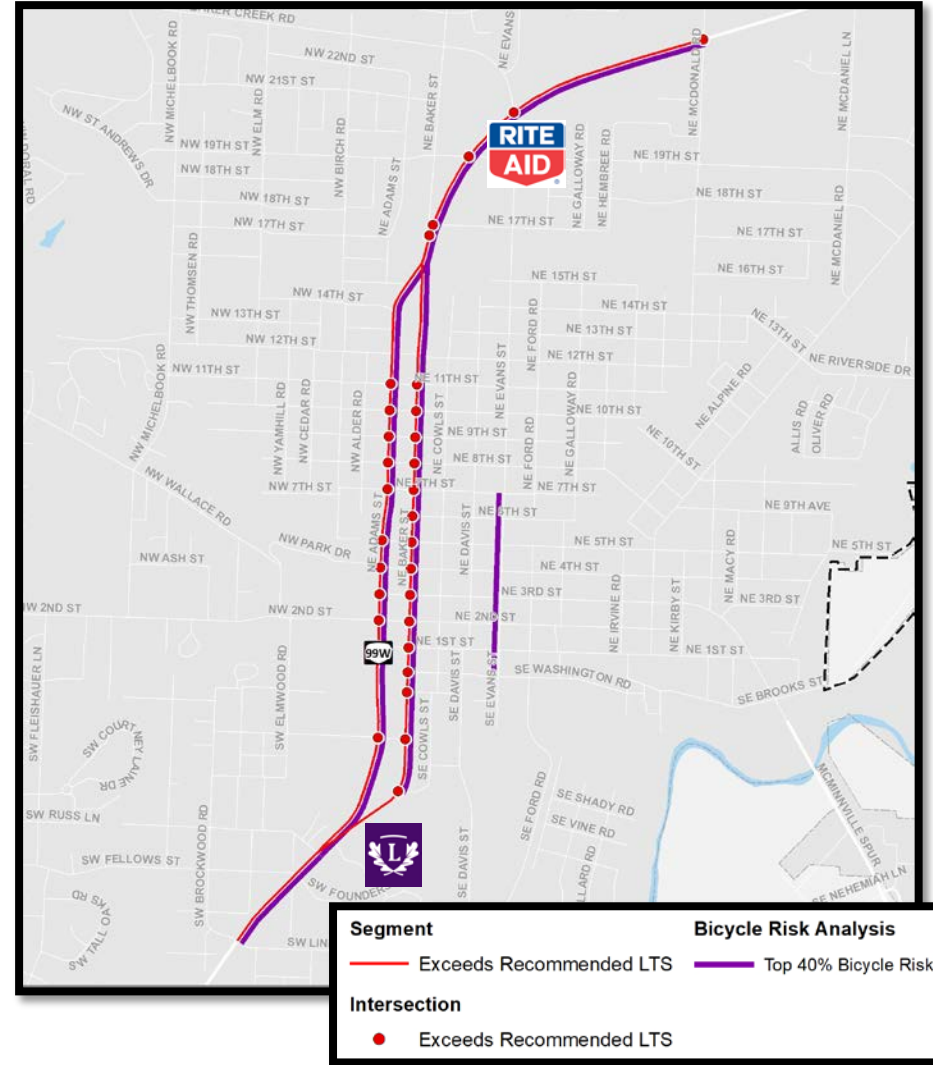 BAKER CREEK RD
NE EVANS
NW 22ND ST
NW MICHELBOOK RD
NW 21ST ST
NW ELM RD
NE BAKER ST
NE MCDONALD RD
NE MCDANIEL LN
NW ST ANDREWS DR
NW BIRCH RD
RITE
AID
NW 19TH ST
NE GALLOWAY RD
NE HEMBREE RD
NE 19TH ST
NW 18TH ST
NE ADAMS ST
NW 18TH ST
NE 18TH ST
NW 17TH ST
NE 17TH ST
NE 17TH ST
NE MCDANIEL RD
NW THOMSEN RD
NE 15TH ST
NE 16TH ST
NW 14TH ST
NE 14TH ST
NW 13TH ST
NE FORD RD
NE 13TH ST
NE 13TH ST
NW 12TH ST
NE EVANS ST
NE 12TH ST
NE RIVERSIDE DR
NW 11TH ST
NE 11TH ST
NW MICHELBOOK RD
NW YAMHILL RD
NW CEDAR RD
NW ALDER RD
NE COWLS ST
NE GALLOWAY RD
NE 10TH ST
NE ALPINE RD
ALLIS RD
OLIVER RD
NE 9TH ST
NE 10TH ST
NE 8TH ST
NE FORD RD
NW WALLACE RD
NW 7TH ST
NE 7TH ST
NE 7TH ST
NE 9TH AVE
NE 6TH ST
NE ADAMS ST
NE BAKER ST
NE DAVIS ST
NW PARK DR
NE 5TH ST
NE 5TH ST
NW ASH ST
NE 4TH ST
NE MACY RD
NE 3RD ST
NE IRVINE RD
NE KIRBY ST
NE 3RD ST
NW 2ND ST
NW 2ND ST
NE 2ND ST
NE 1ST ST
NE 1ST ST
99W
SW FLEISHAUER LN
SW ELMWOOD RD
SE DAVIS ST
SE EVANS ST
SE WASHINGTON RD
SE BROOKS ST
SW COURTNEY LAINE DR
SE COWLS ST
MCMINNVILLE SPUR
SE FORD RD
SE SHADY RD
SW RUSS LN
SE VINE RD
SW BROCKWOOD RD
L
SW FELLOWS ST
SE DAVIS ST
SW FOUNDERS
LLARD RD
SE NEHEMIAH LN
SW TALL OAKS RD
SW LIN
Segment
Bicycle Risk Analysis
Exceeds Recommended LTS
Top 40% Bicycle Risk
Intersection
Exceeds Recommended LTS